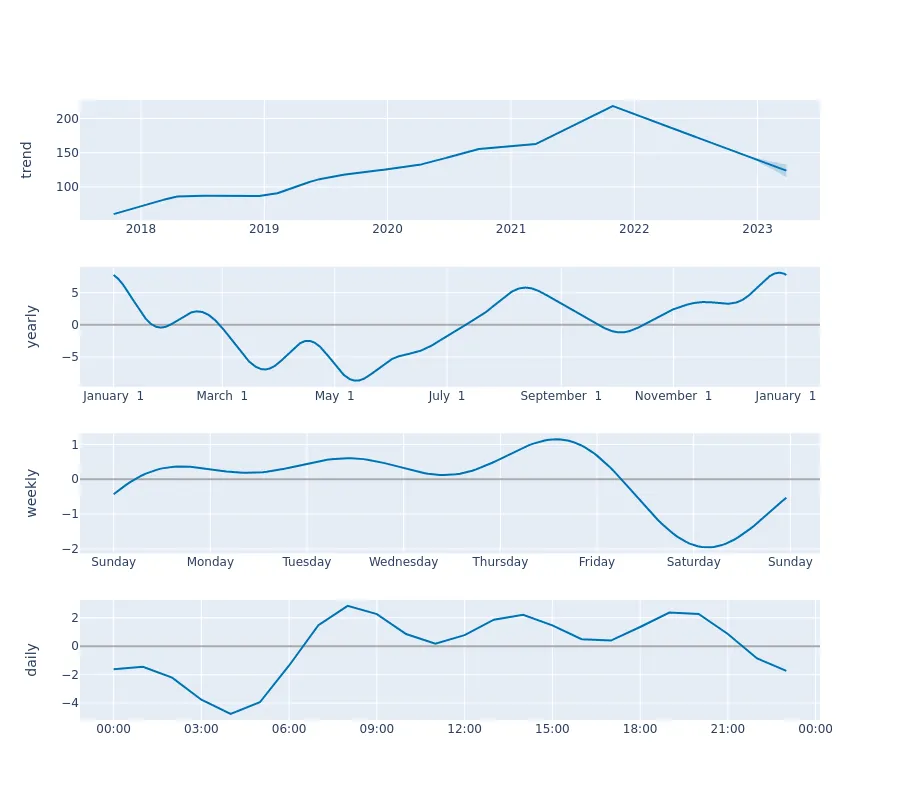 trend
200
150
100
2018 2019 2020 2021 2022 2023
yearly
5
0
−5
January 1 March 1 May 1 July 1 September 1 November 1 January 1
weekly
1
0
−1
−2
Sunday Monday Tuesday Wednesday Thursday Friday Saturday Sunday
daily
2
0
−2
−4
00:00 03:00 06:00 09:00 12:00 15:00 18:00 21:00 00:00